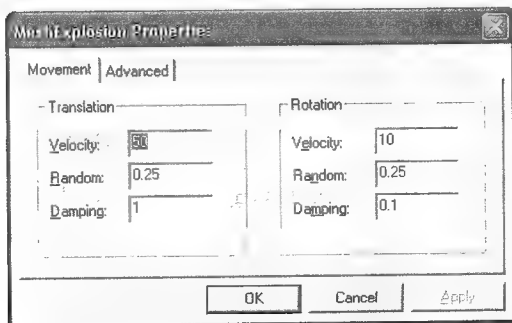 MeshExplosion Properties
Movement Advanced
Translation
Velocity: 50
Random: 0.25
Damping: 1
Rotation
Velocity: 10
Random: 0.25
Damping: 0.1
OK Cancel Apply